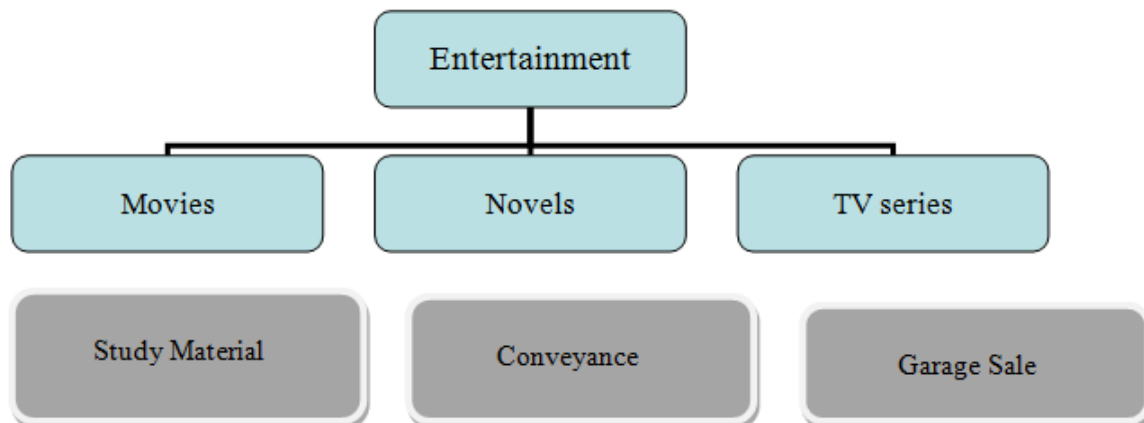 Entertainment
Movies
Novels
TV series
Study Material
Conveyance
Garage Sale